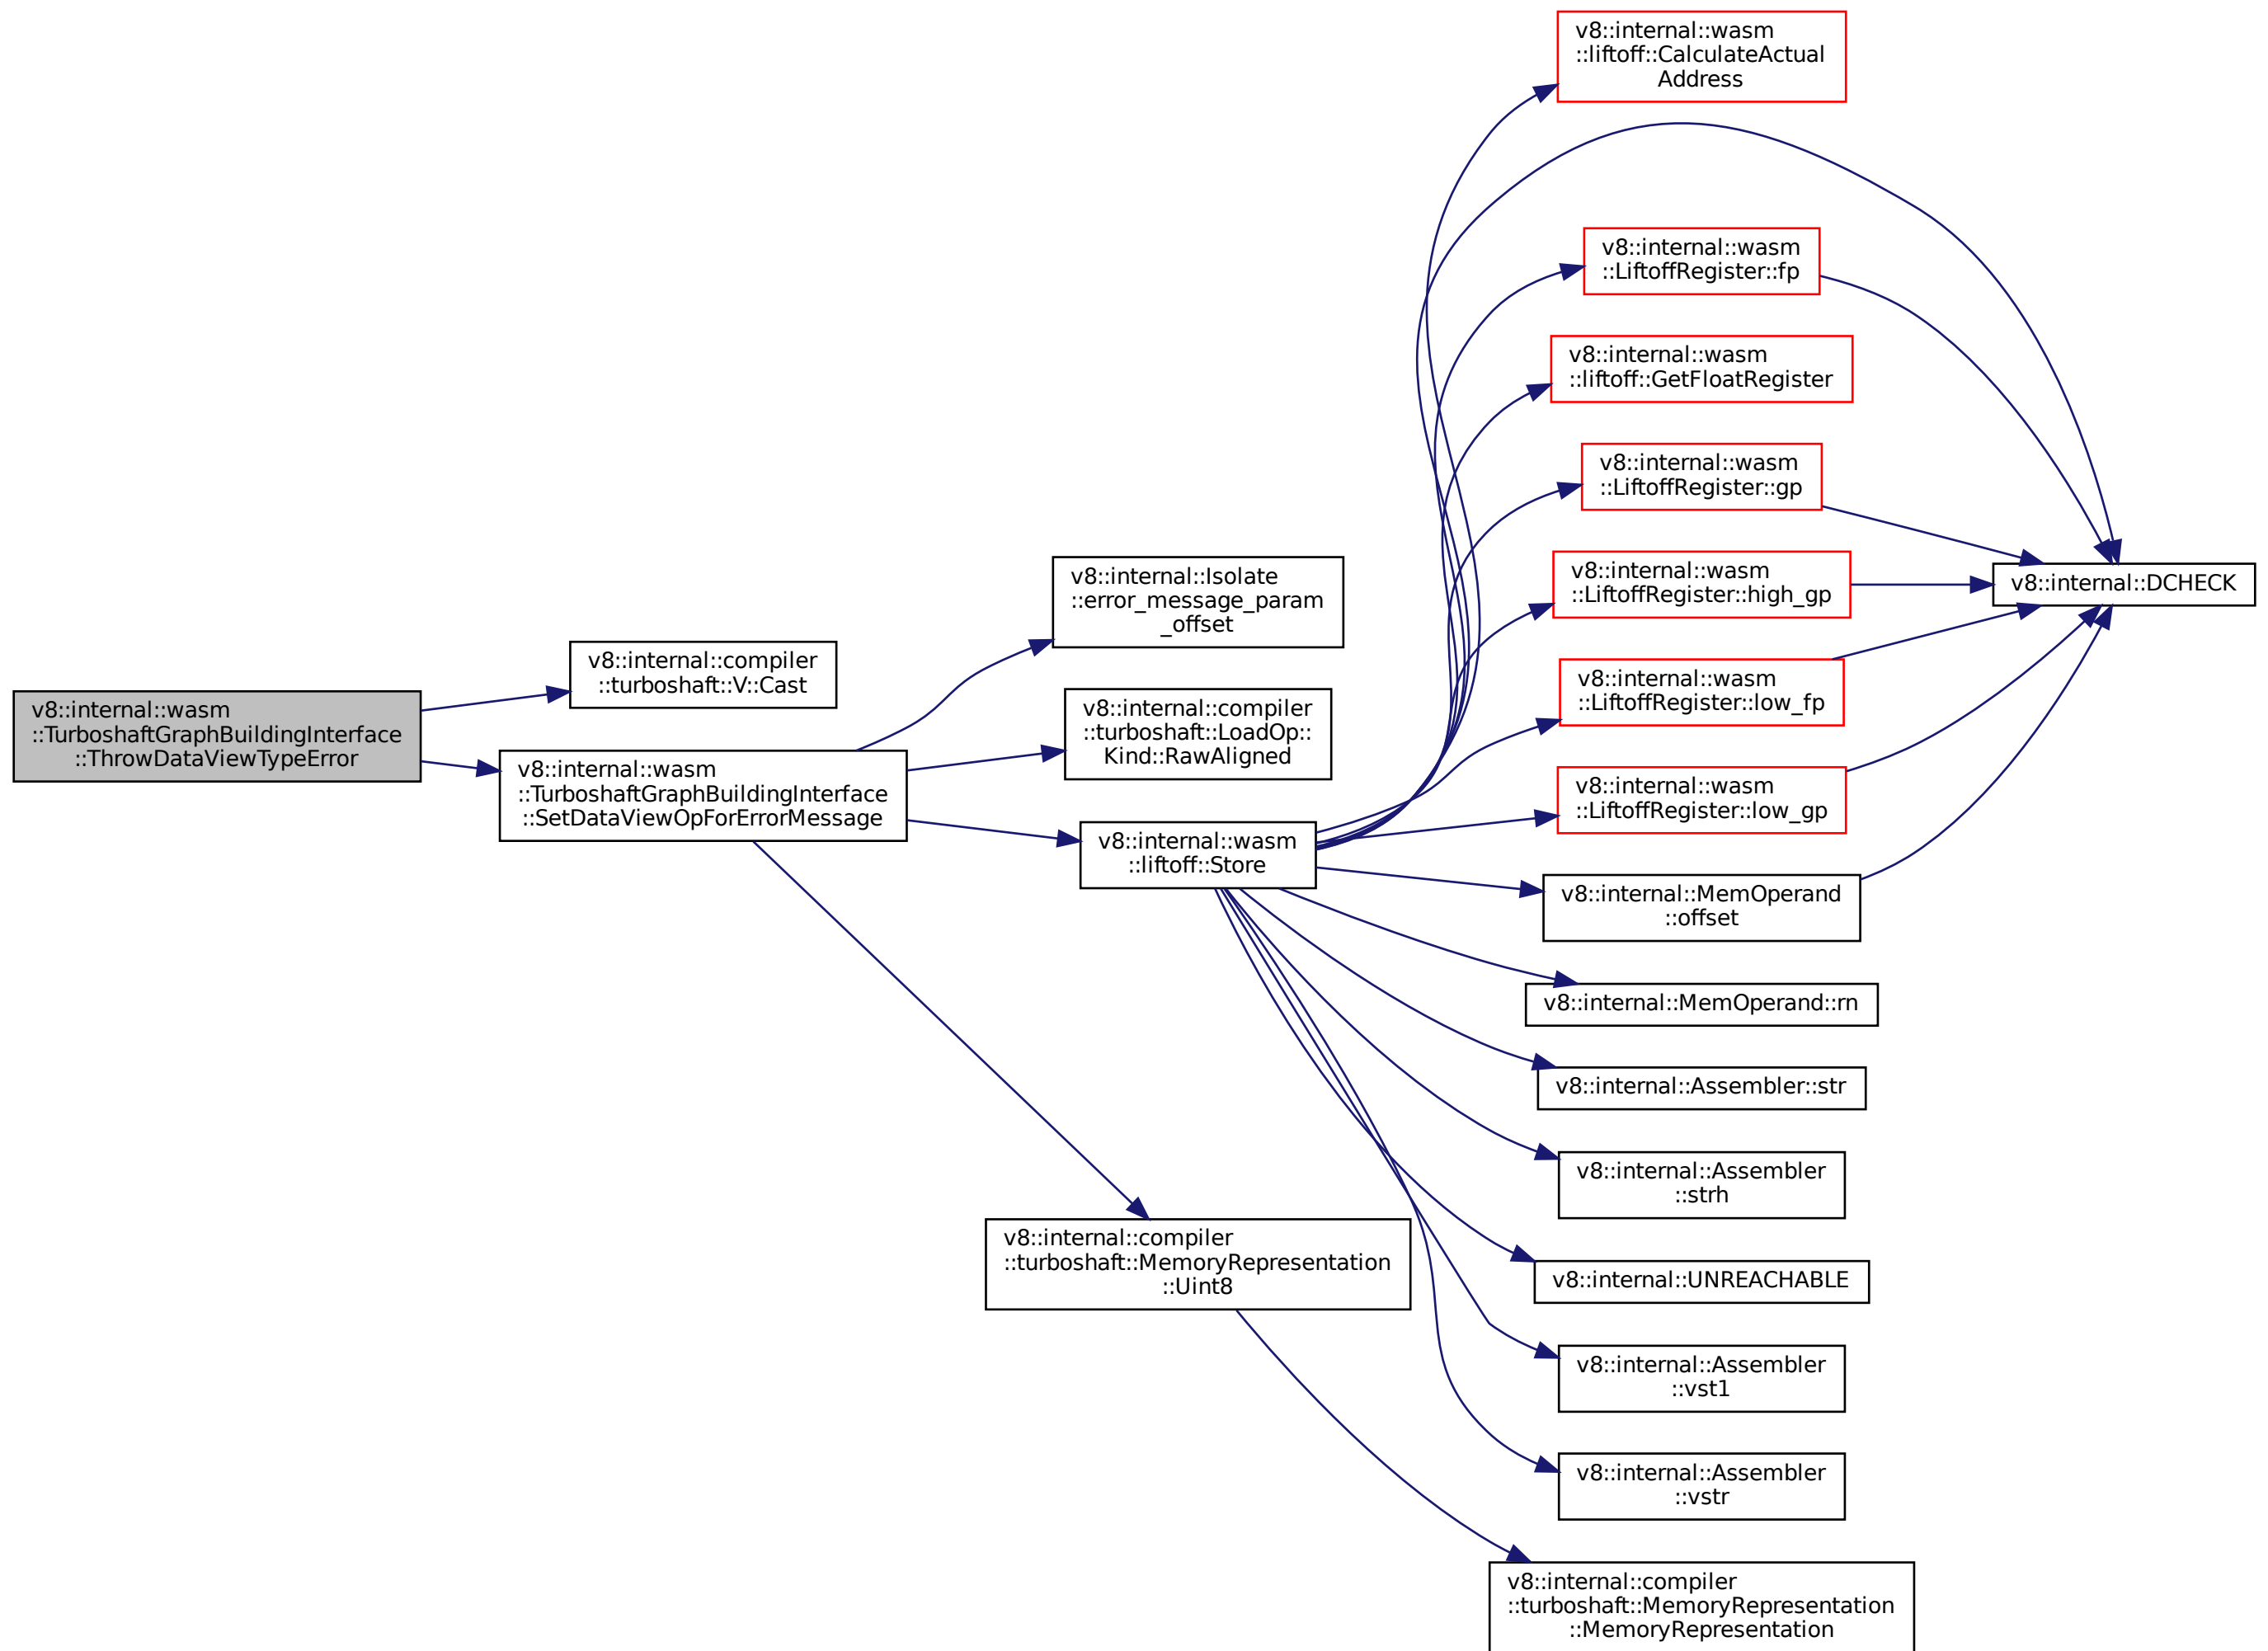 v8::internal::wasm
::TurboshaftGraphBuildingInterface
::ThrowDataViewTypeError
v8::internal::compiler
::turboshaft::V::Cast
v8::internal::wasm
::TurboshaftGraphBuildingInterface
::SetDataViewOpForErrorMessage
v8::internal::Isolate
::error_message_param
_offset
v8::internal::compiler
::turboshaft::LoadOp::
Kind::RawAligned
v8::internal::wasm
::liftoff::Store
v8::internal::compiler
::turboshaft::MemoryRepresentation
::Uint8
v8::internal::wasm
::liftoff::CalculateActual
Address
v8::internal::wasm
::LiftoffRegister::fp
v8::internal::wasm
::liftoff::GetFloatRegister
v8::internal::wasm
::LiftoffRegister::gp
v8::internal::wasm
::LiftoffRegister::high_gp
v8::internal::wasm
::LiftoffRegister::low_fp
v8::internal::wasm
::LiftoffRegister::low_gp
v8::internal::MemOperand
::offset
v8::internal::MemOperand::rn
v8::internal::Assembler::str
v8::internal::Assembler
::strh
v8::internal::UNREACHABLE
v8::internal::Assembler
::vst1
v8::internal::Assembler
::vstr
v8::internal::compiler
::turboshaft::MemoryRepresentation
::MemoryRepresentation
v8::internal::DCHECK